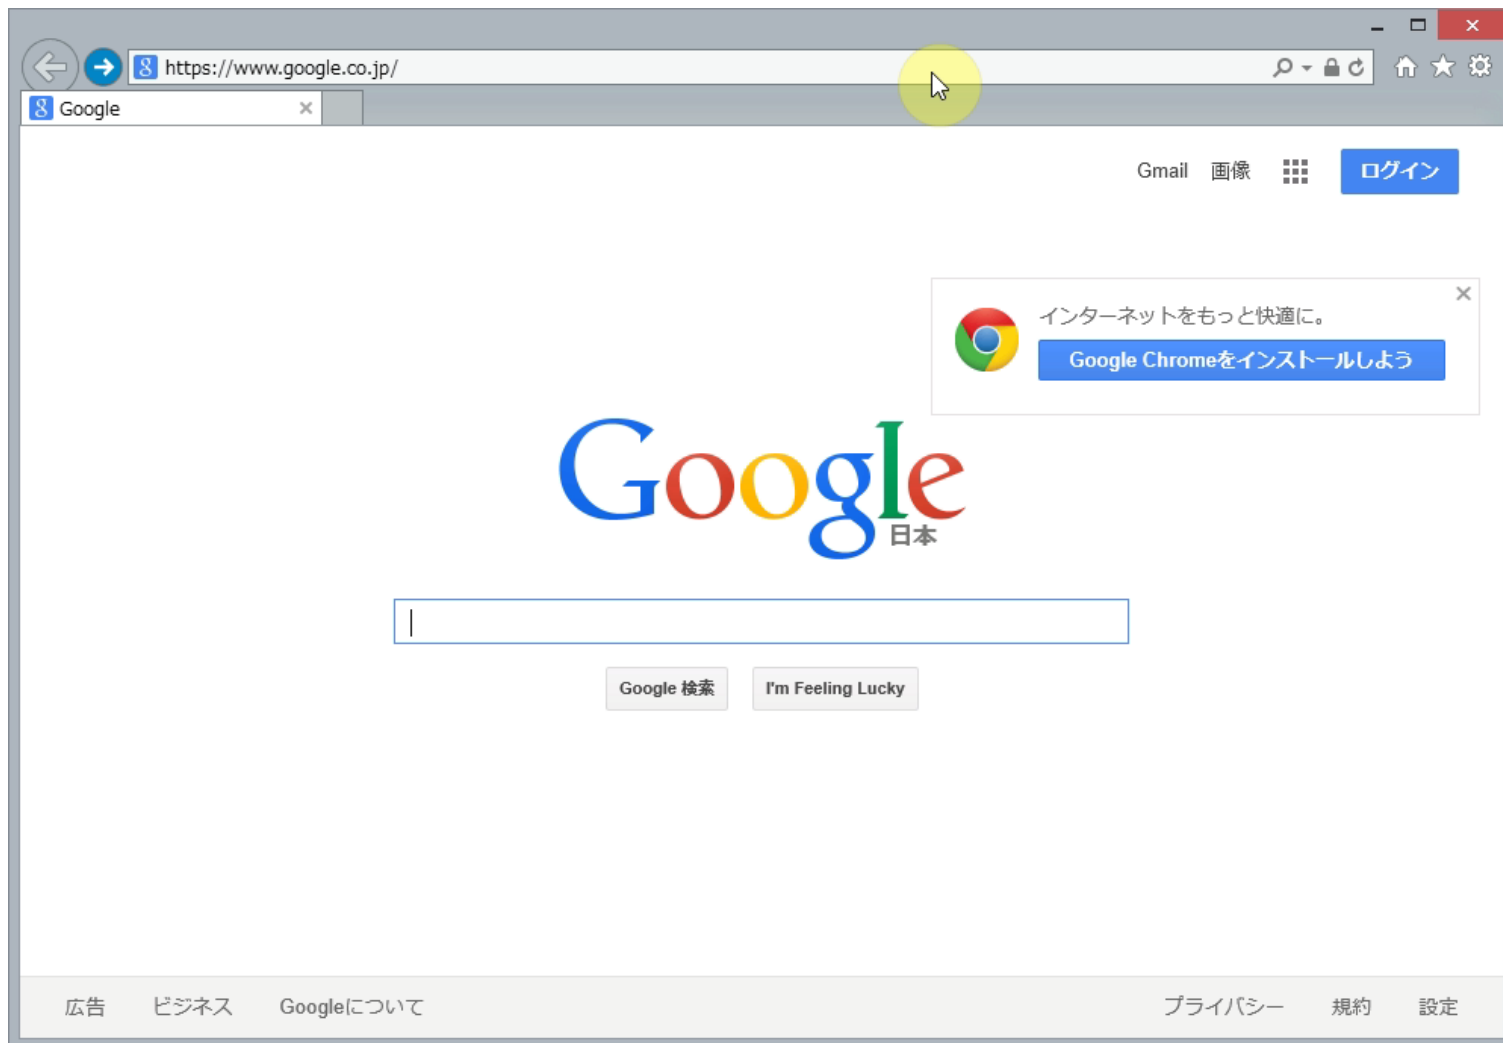 https://www.google.co.jp/
Google
Gmail 画像 ログイン
インターネットをもっと快適に。
Google Chromeをインストールしよう
Google
日本
Google 検索 I'm Feeling Lucky
広告 ビジネス Googleについて プライバシー 規約 設定